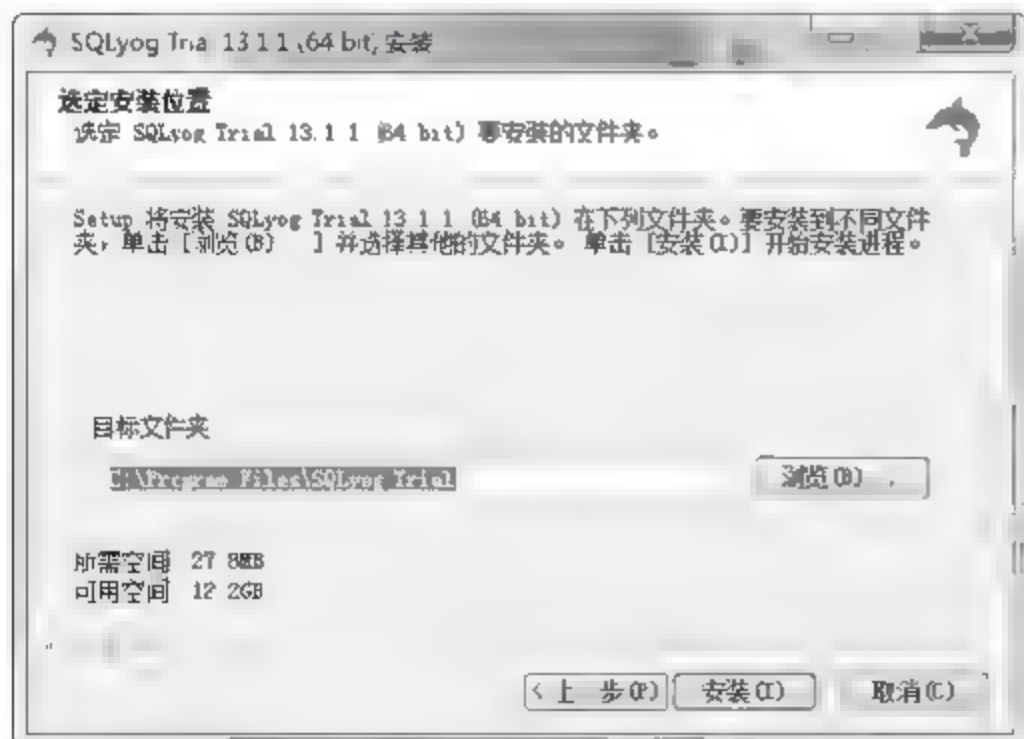 SQLyog Trial 13.1.1 (64 bit) 安装
选定安装位置
选定 SQLyog Trial 13.1 1 (64 bit) 要安装的文件夹。
Setup 将安装 SQLyog Trial 13 1 1 (64 bit) 在下列文件夹。要安装到不同文件
夹，单击 [浏览(B) ] 并选择其他的文件夹。 单击 [安装(I)] 开始安装进程。
目标文件夹
C:\Program Files\SQLyog Trial
浏览(B)
所需空间 27 8MB
可用空间 12 2GB
< 上 步(P)
安装(I)
取消(C)